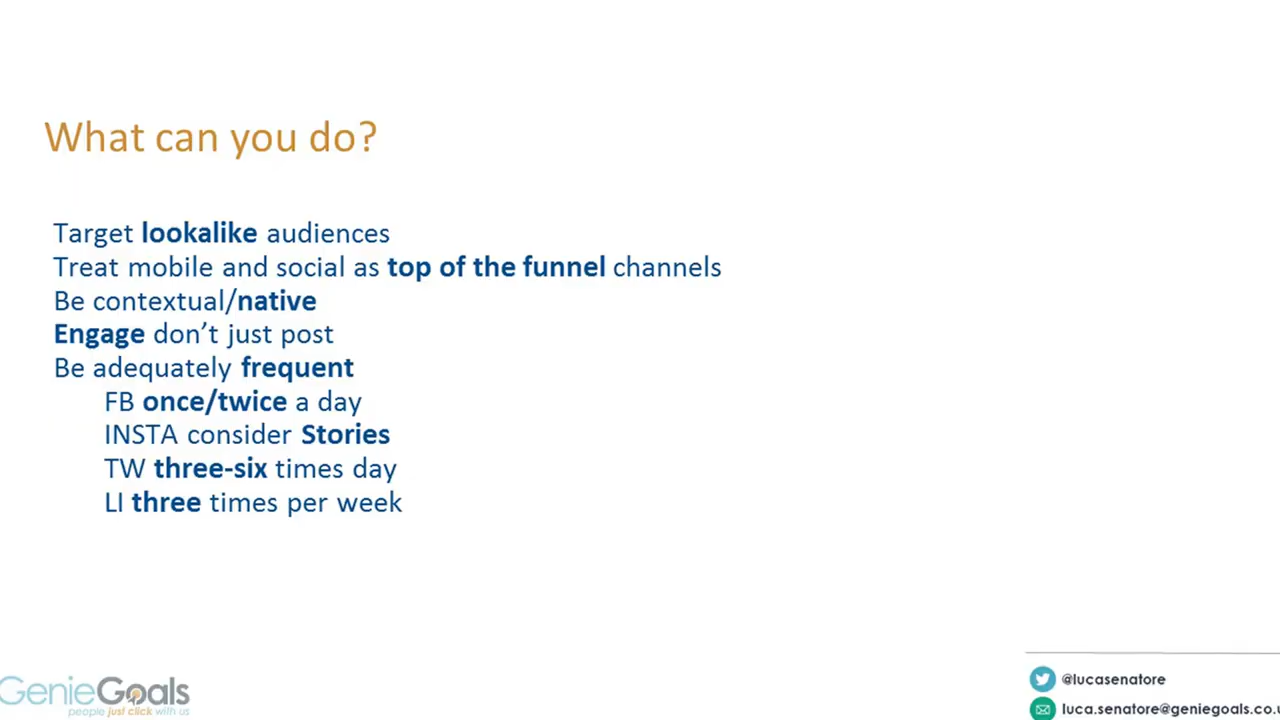 What can you do?
Target lookalike audiences
Treat mobile and social as top of the funnel channels
Be contextual/native
Engage don't just post
Be adequately frequent
FB once/twice a day
INSTA consider Stories
TW three-six times day
LI three times per week
GenieGoals
people just click with us
@lucasenatore
luca.senatore@geniegoals.co.u